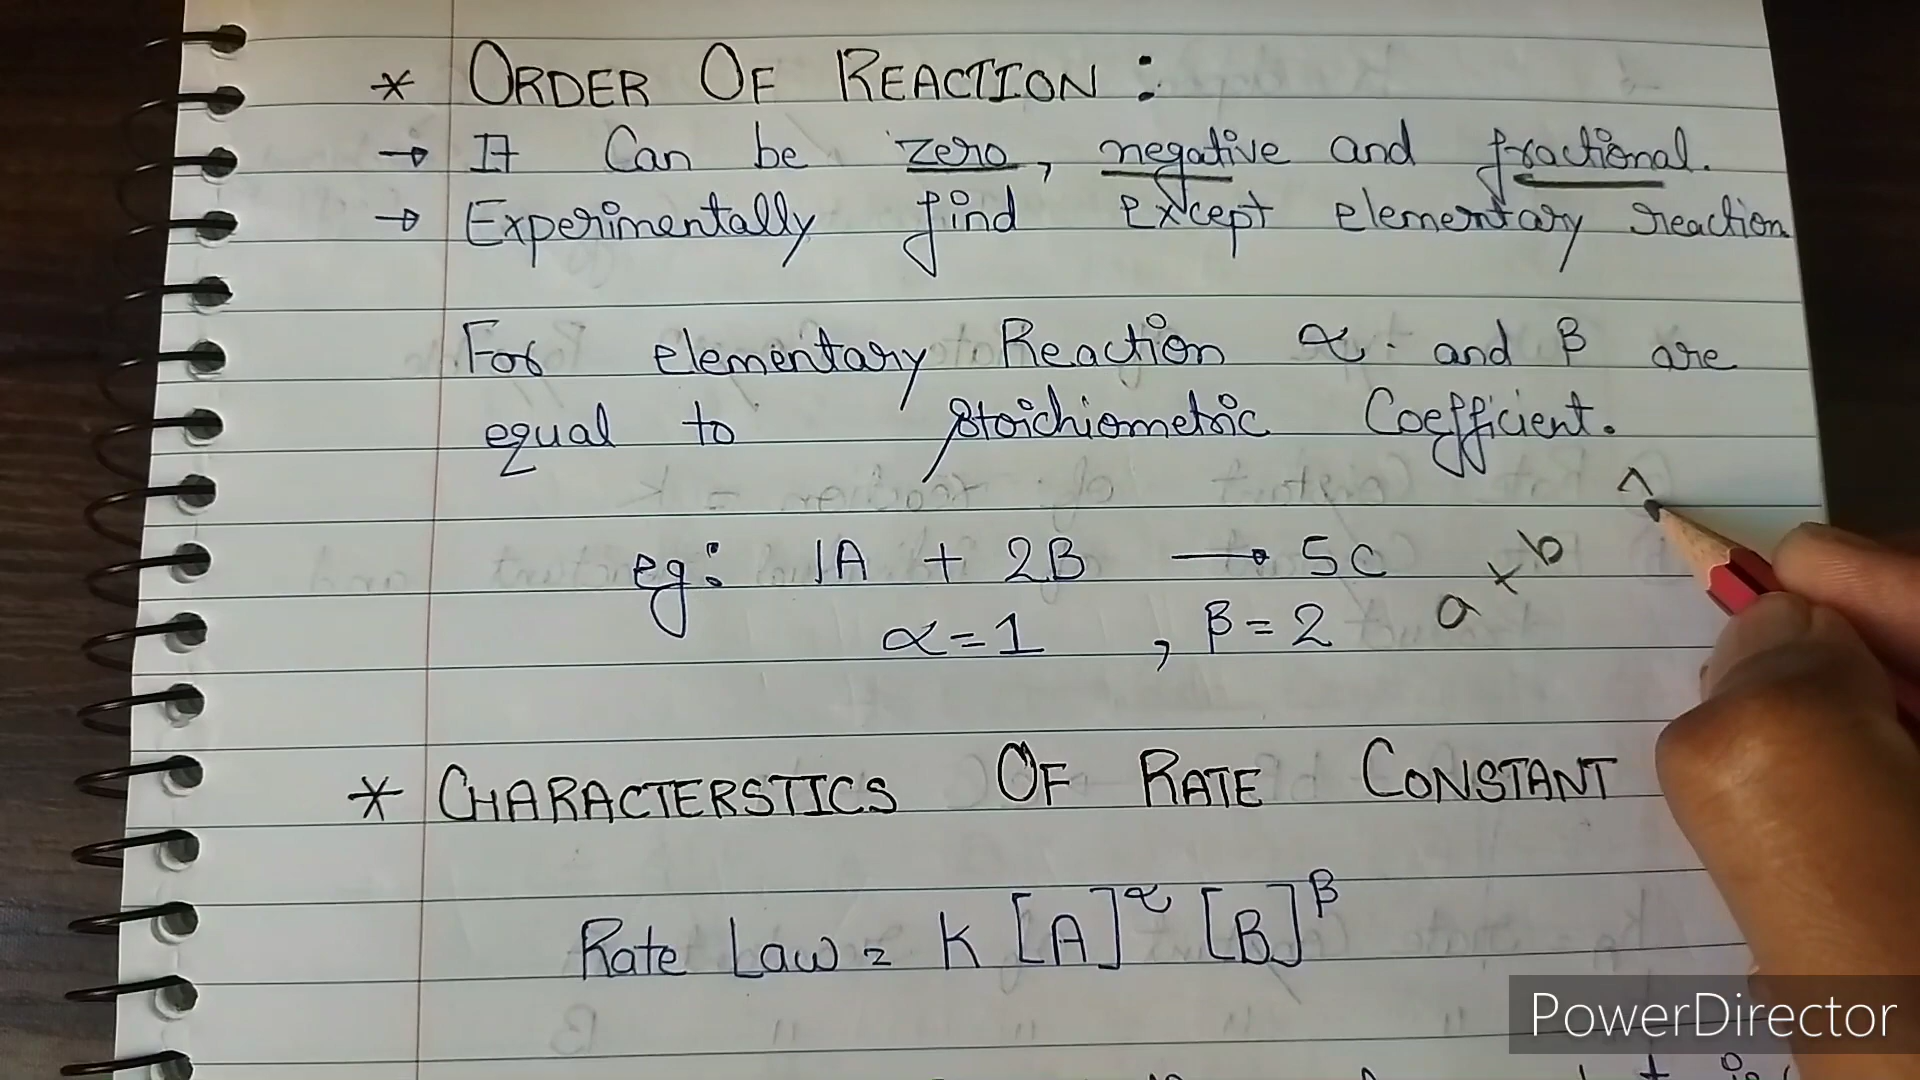 * ORDER OF REACTION :
→ It Can be zero, negative and fractional.
→ Experimentally find except elementary reaction
For elementary Reaction α and β are
equal to Stoichiometric Coefficient.
eg: 1A + 2B → 5C
a + b
α = 1 , β = 2
* CHARACTERSTICS OF RATE CONSTANT
Rate Law = K [A]^α [B]^β
PowerDirector